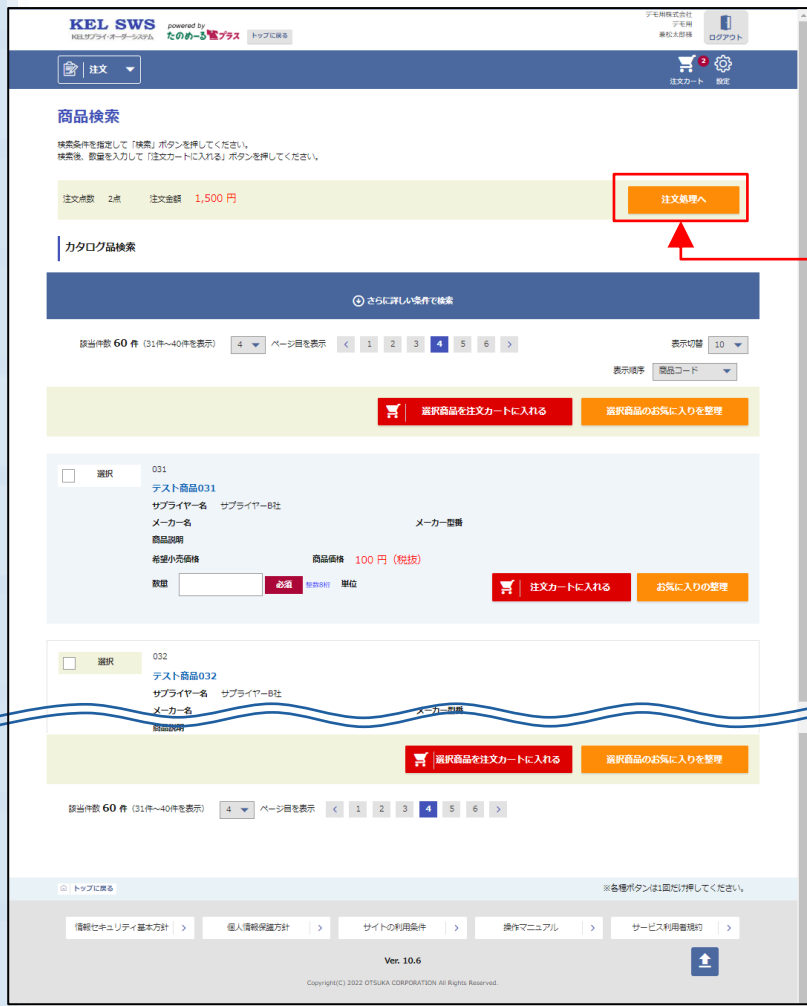 KEL SWS powered by
KELサプライ・オーダーシステム たのめーるプラス トップに戻る
デモ用株式会社
デモ用
兼松太郎様
ログアウト
注文
2
注文カート 設定
商品検索
検索条件を指定して「検索」ボタンを押してください。
検索後、数量を入力して「注文カートに入れる」ボタンを押してください。
注文点数 2点 注文金額 1,500 円 注文処理へ
カタログ品検索
さらに詳しい条件で検索
該当件数 60 件 (31件～40件を表示) 4 ページ目を表示 < 1 2 3 4 5 6 > 表示切替 10
表示順序 商品コード
選択商品を注文カートに入れる 選択商品のお気に入りを整理
選択 031
テスト商品031
サプライヤー名 サプライヤーB社
メーカー名 メーカー型番
商品説明
希望小売価格 商品価格 100 円 (税抜)
数量 必須 整数8桁 単位 注文カートに入れる お気に入りの整理
選択 032
テスト商品032
サプライヤー名 サプライヤーB社
メーカー名 メーカー型番
商品説明
選択商品を注文カートに入れる 選択商品のお気に入りを整理
該当件数 60 件 (31件～40件を表示) 4 ページ目を表示 < 1 2 3 4 5 6 >
トップに戻る ※各種ボタンは1回だけ押してください。
情報セキュリティ基本方針 > 個人情報保護方針 > サイトの利用条件 > 操作マニュアル > サービス利用者規約 >
Ver. 10.6
Copyright(C) 2022 OTSUKA CORPORATION All Rights Reserved.